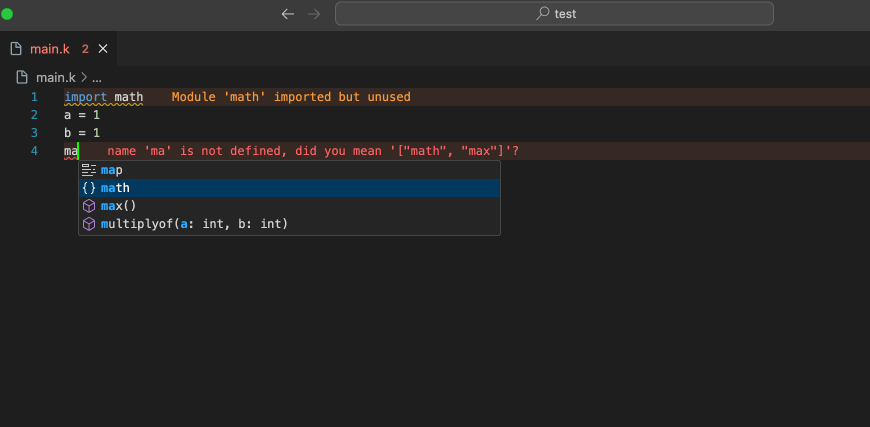 test
main.k 2
main.k > ...
1 import math Module 'math' imported but unused
2 a = 1
3 b = 1
4 ma name 'ma' is not defined, did you mean '["math", "max"]'?
map
{} math
max()
multiplyof(a: int, b: int)